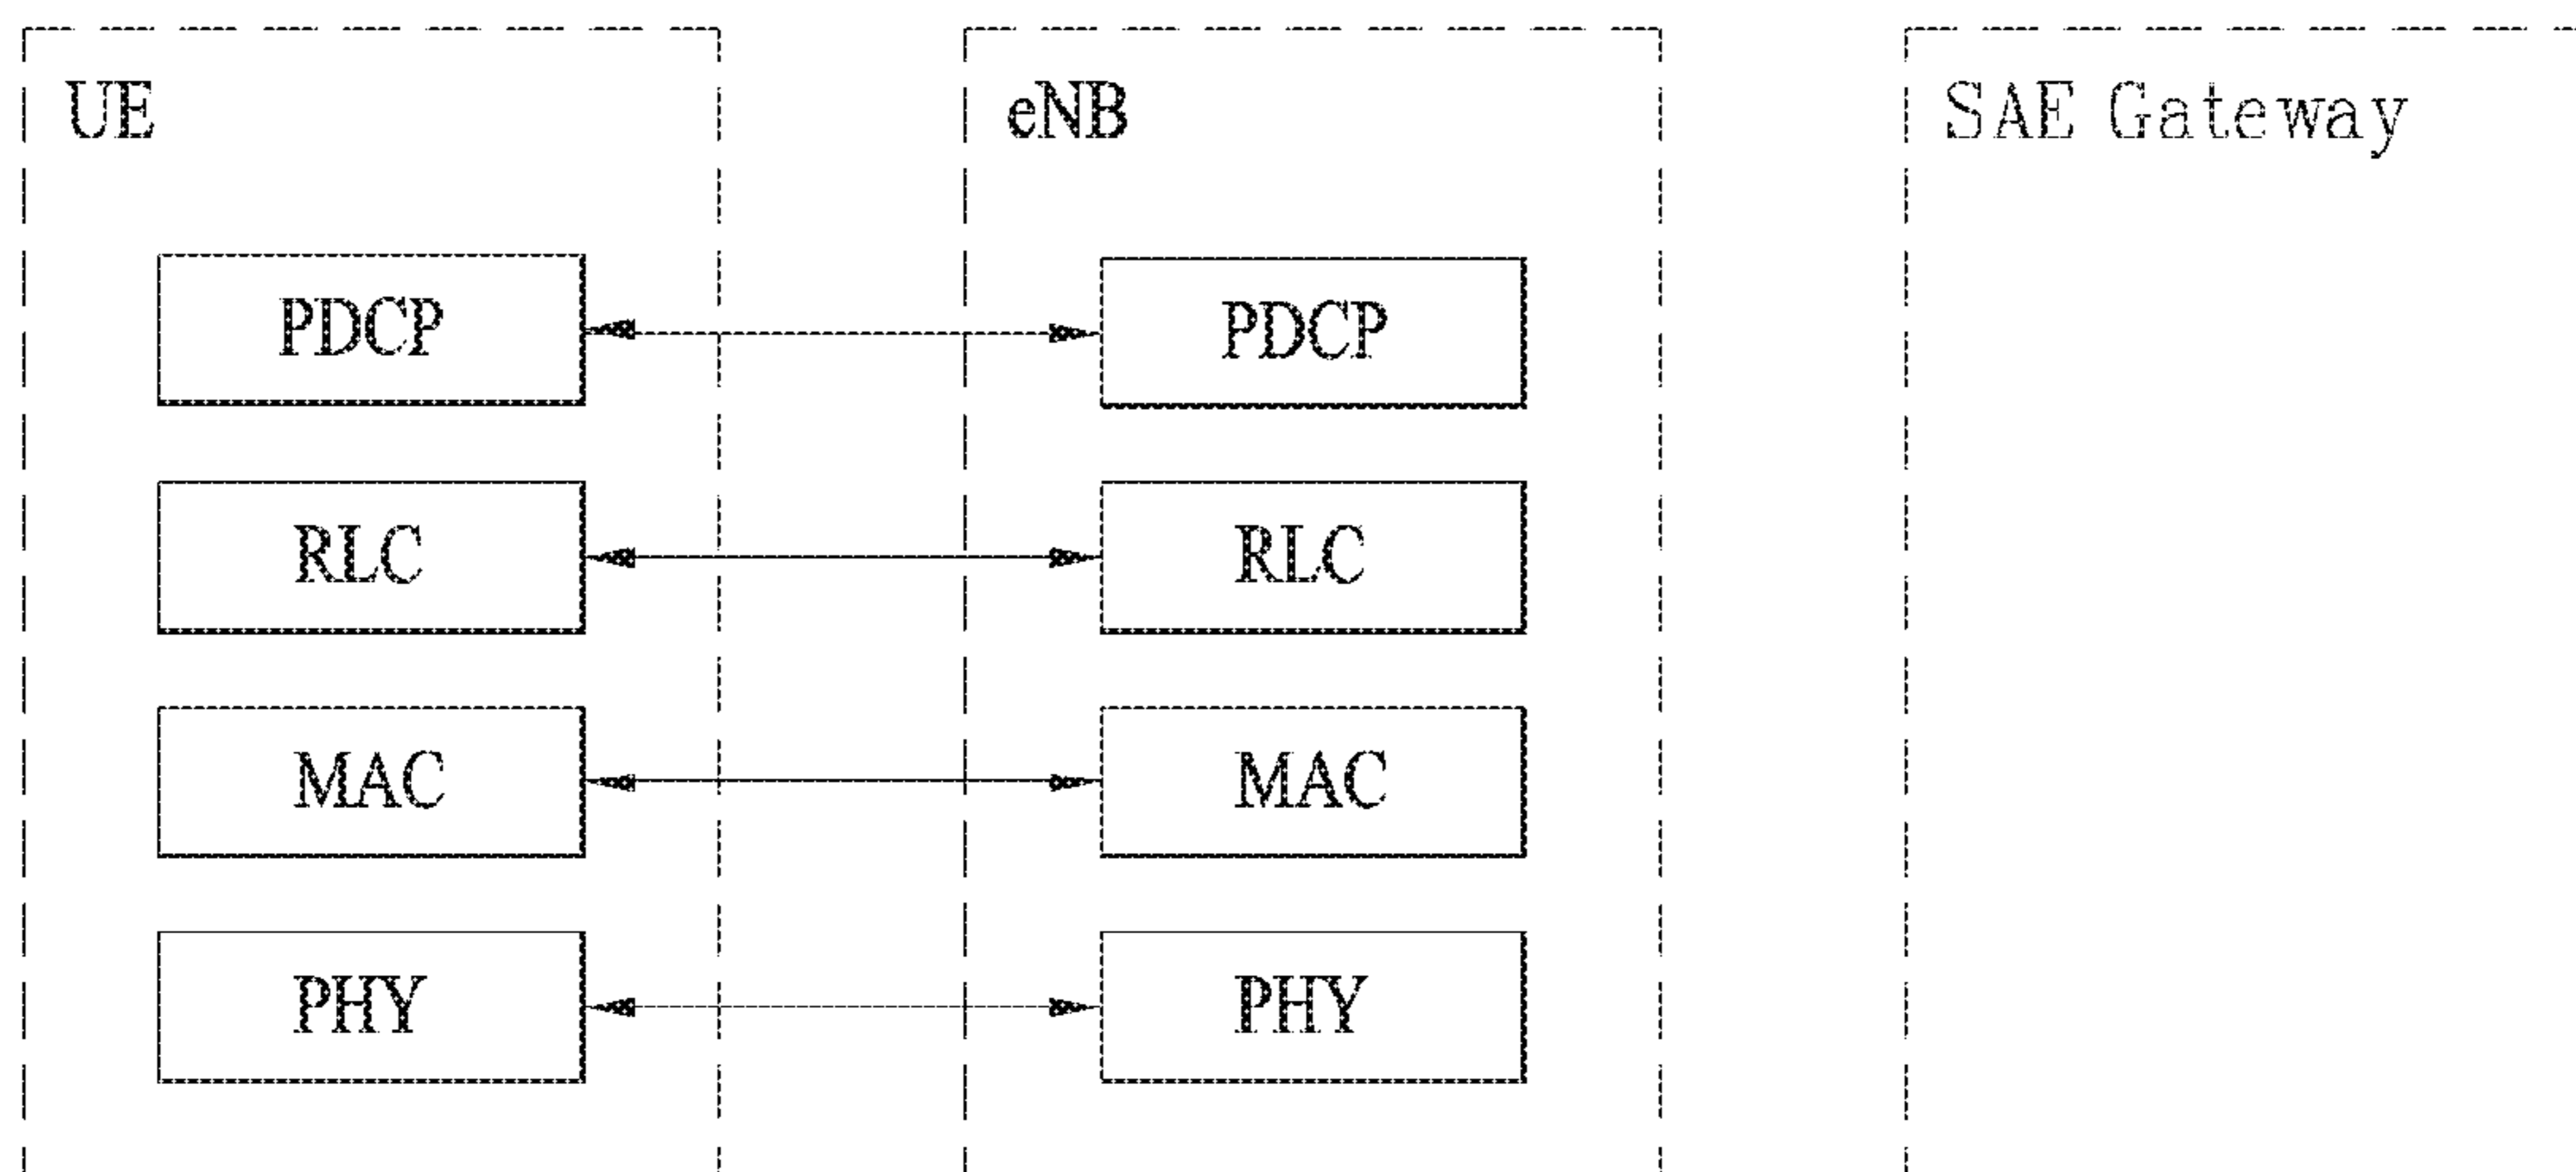 UE
eNB
SAE Gateway
PDCP
PDCP
RLC
RLC
MAC
MAC
PHY
PHY